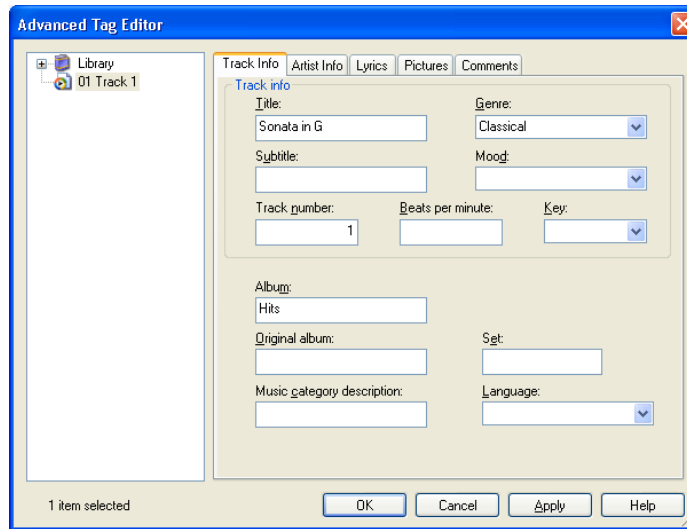 Advanced Tag Editor
Library
01 Track 1
Track Info Artist Info Lyrics Pictures Comments
Track info
Title: Genre:
Sonata in G Classical
Subtitle: Mood:
Track number: Beats per minute: Key:
1
Album:
Hits
Original album: Set:
Music category description: Language:
1 item selected OK Cancel Apply Help